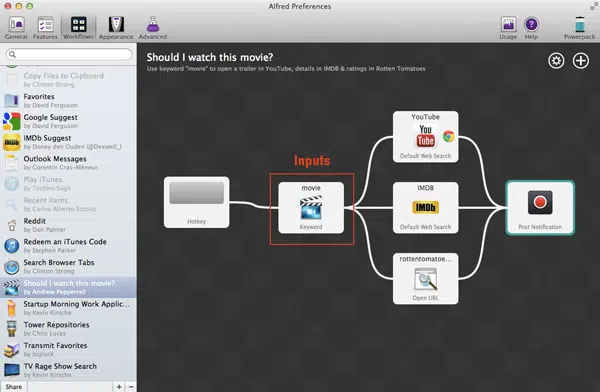 Alfred Preferences
General
Features
Workflows
Appearance
Advanced
Usage
Help
Powerpack
Copy Files to Clipboard
by Clinton Strong
Favorites
by David Ferguson
Google Suggest
by David Ferguson
IMDb Suggest
by Doney den Ouden (@Dexwell_)
Outlook Messages
by Corentin Cras-Méneur
Play iTunes
by Toshiro Sugii
Recent Items
by Carlos Alberto Sztoltz
Reddit
by Dan Palmer
Redeem an iTunes Code
by Stephen Parker
Search Browser Tabs
by Clinton Strong
Should I watch this movie?
by Andrew Pepperrell
Startup Morning Work Applic...
by Kevin Kirsche
Tower Repositories
by Chris Lucas
Transmit Favorites
by bigluck
TV Rage Show Search
by Kevin Kirsche
Share
+ -
Should I watch this movie?
Use keyword "movie" to open a trailer in YouTube, details in IMDB & ratings in Rotten Tomatoes
Hotkey
Inputs
movie
Keyword
YouTube
You
Tube
Default Web Search
IMDB
IMDb
Default Web Search
rottentomatoe...
Open URL
Post Notification